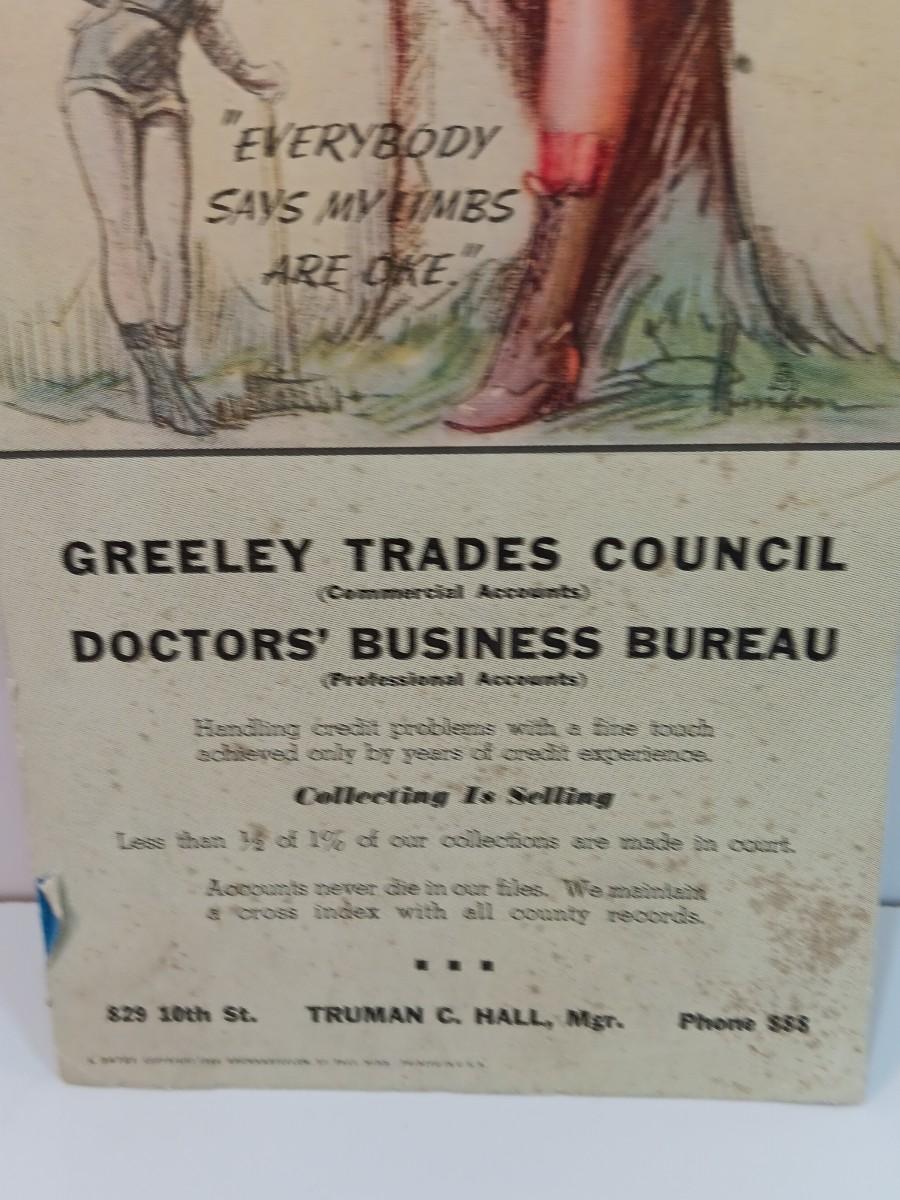 "EVERYBODY
SAYS MY LIMBS
ARE OKE."
GREELEY TRADES COUNCIL
(Commercial Accounts)
DOCTORS' BUSINESS BUREAU
(Professional Accounts)
Handling credit problems with a fine touch
achieved only by years of credit experience.
Collecting Is Selling
Less than ½ of 1% of our collections are made in court.
Accounts never die in our files. We maintain
a cross index with all county records.
829 10th St. TRUMAN C. HALL, Mgr. Phone 888